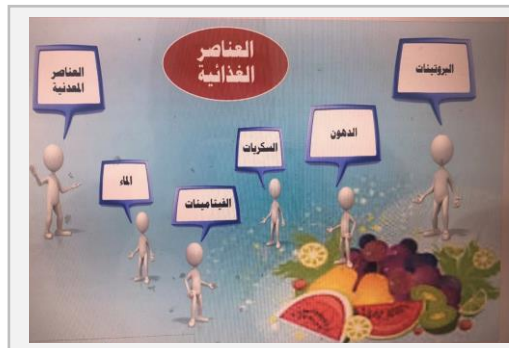 العناصر
الغذائية
البروتينات
العناصر
المعدنية
الدهون
السكريات
الماء
الفيتامينات